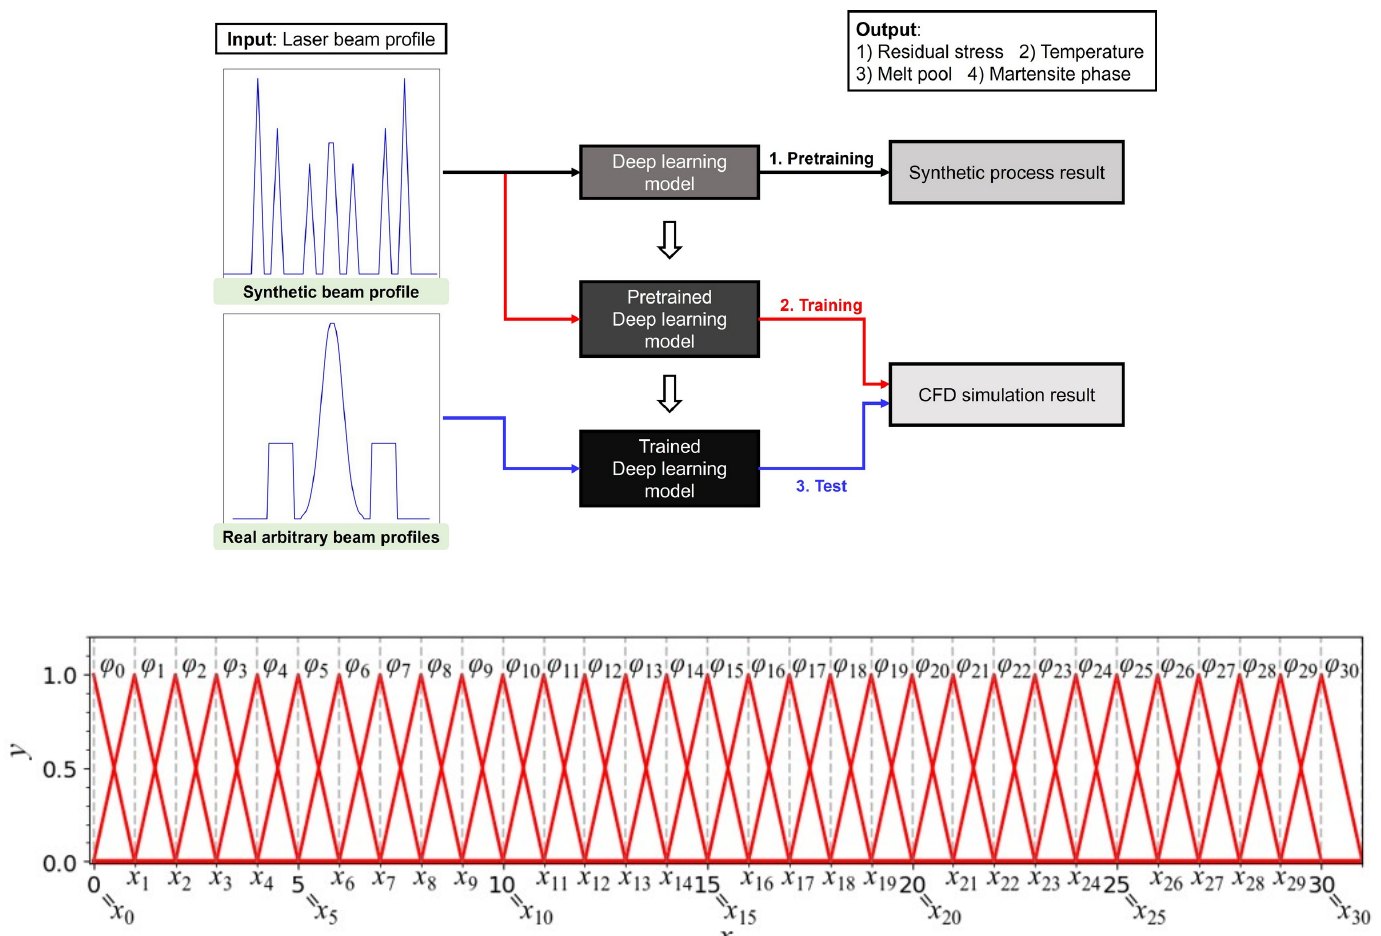 Input: Laser beam profile
Output:
1) Residual stress 2) Temperature
3) Melt pool 4) Martensite phase
Synthetic beam profile
Real arbitrary beam profiles
Deep learning
model
1. Pretraining
Synthetic process result
Pretrained
Deep learning
model
2. Training
CFD simulation result
Trained
Deep learning
model
3. Test
φ0 φ1 φ2 φ3 φ4 φ5 φ6 φ7 φ8 φ9 φ10 φ11 φ12 φ13 φ14 φ15 φ16 φ17 φ18 φ19 φ20 φ21 φ22 φ23 φ24 φ25 φ26 φ27 φ28 φ29 φ30
1.0
0.5
0.0
y
0 x1 x2 x3 x4 5 x6 x7 x8 x9 10 x11 x12 x13 x14 15 x16 x17 x18 x19 20 x21 x22 x23 x24 25 x26 x27 x28 x29 30
=x0 =x5 =x10 =x15 =x20 =x25 =x30